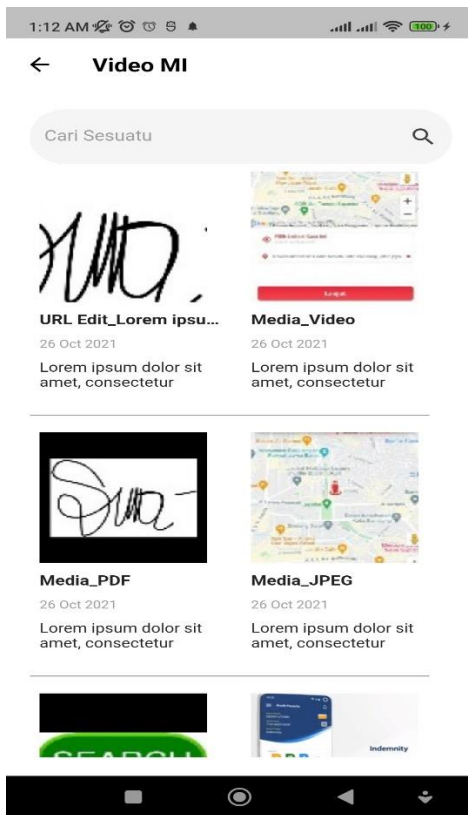 1:12 AM
100
Video MI
Cari Sesuatu
URL Edit_Lorem ipsu...
26 Oct 2021
Lorem ipsum dolor sit
amet, consectetur
Media_Video
26 Oct 2021
Lorem ipsum dolor sit
amet, consectetur
Media_PDF
26 Oct 2021
Lorem ipsum dolor sit
amet, consectetur
Media_JPEG
26 Oct 2021
Lorem ipsum dolor sit
amet, consectetur
SEARCH
Indemnity